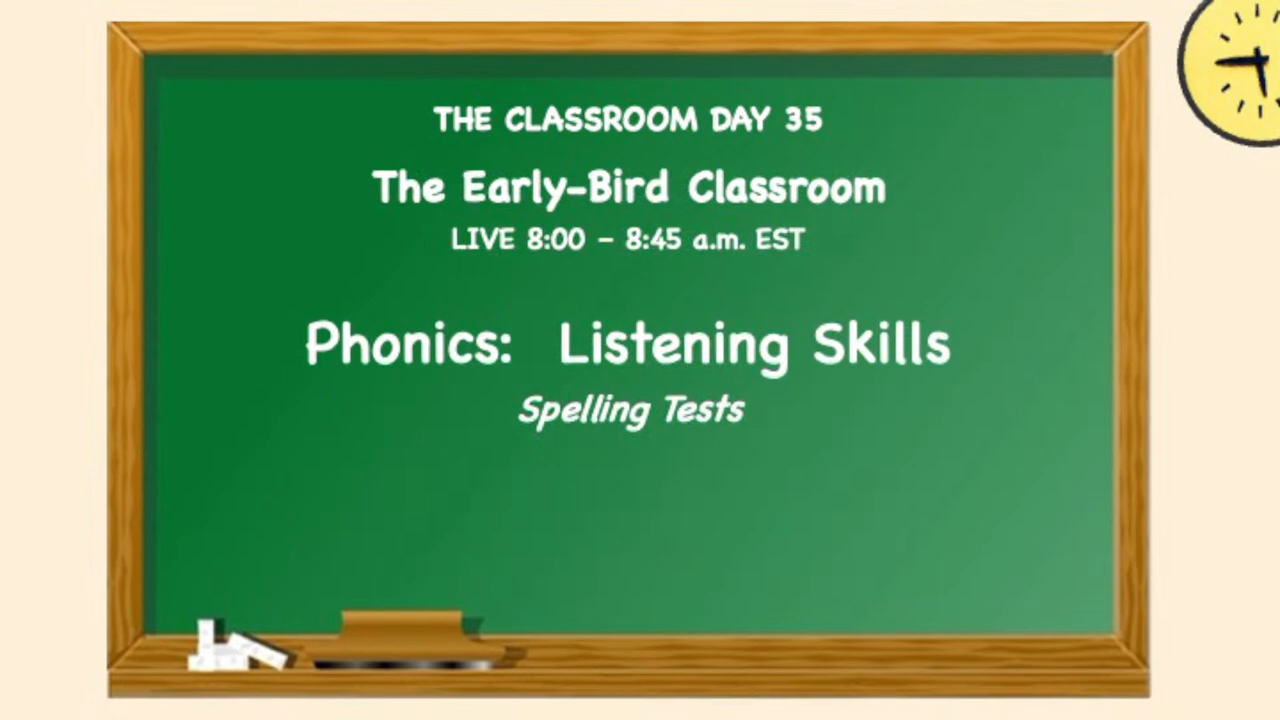 THE CLASSROOM DAY 35
The Early-Bird Classroom
LIVE 8:00 - 8:45 a.m. EST
Phonics: Listening Skills
Spelling Tests